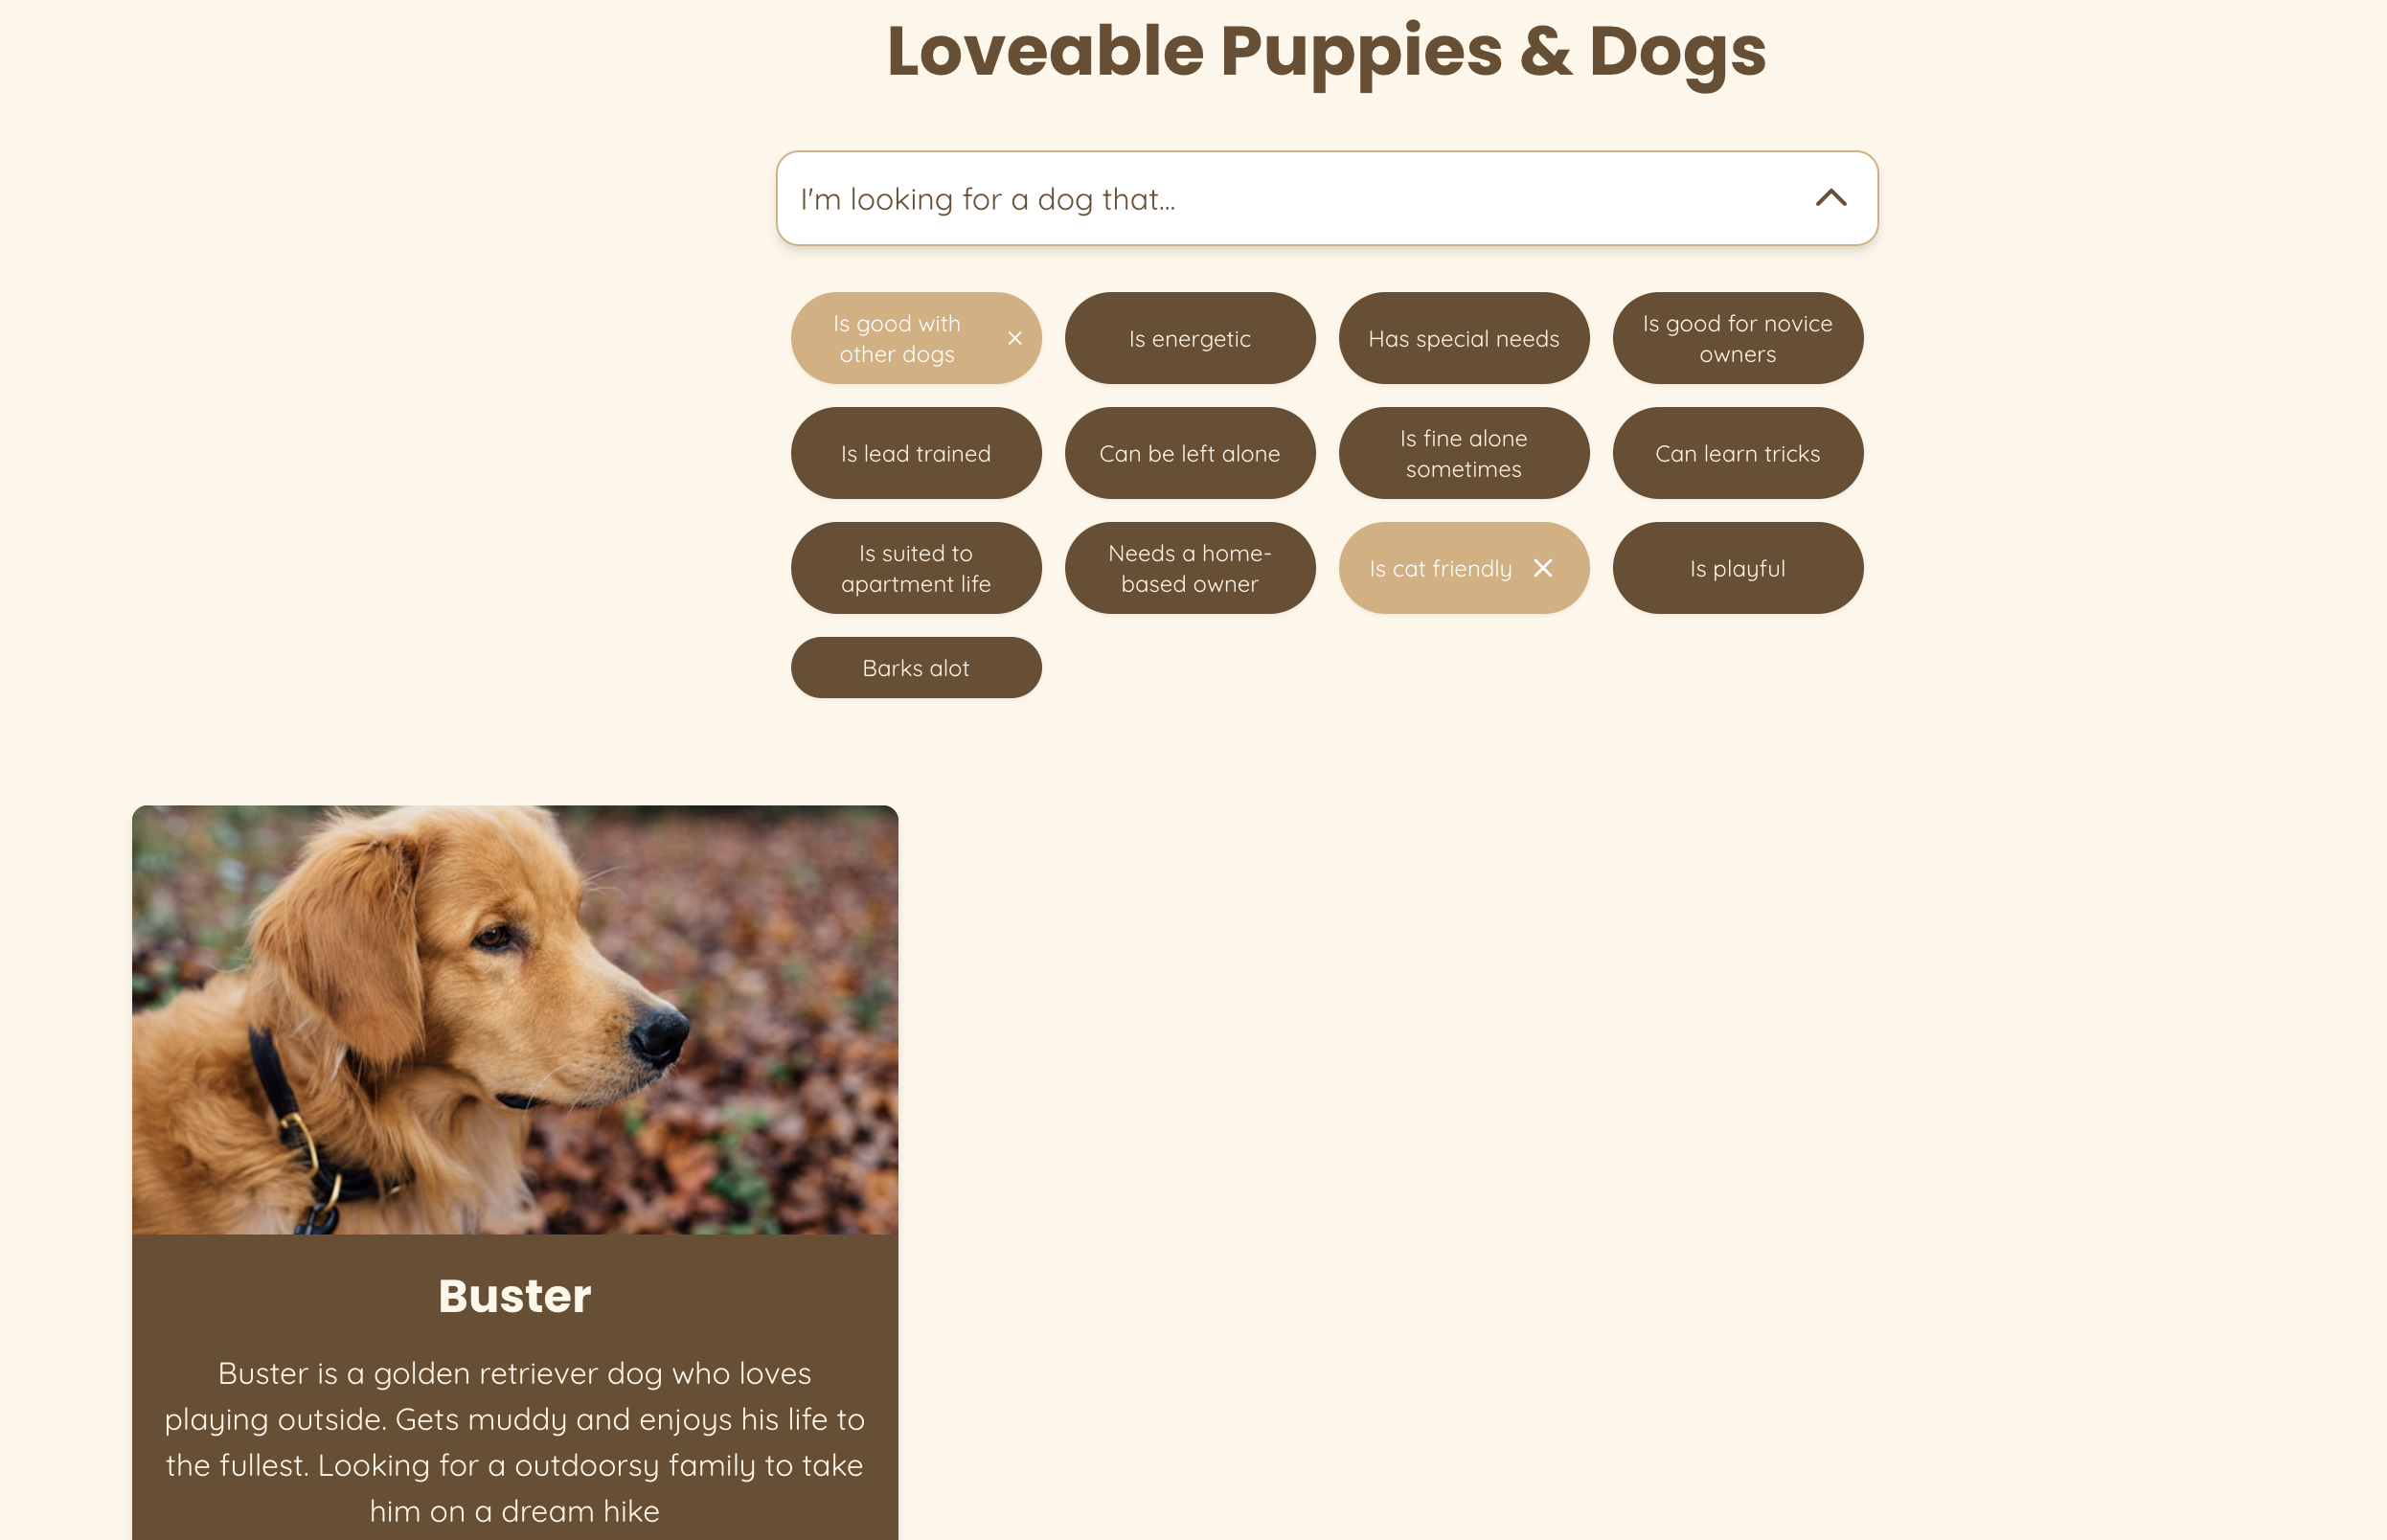 Loveable Puppies & Dogs
I'm looking for a dog that...
Is good with
other dogs
Is energetic
Has special needs
Is good for novice
owners
Is lead trained
Can be left alone
Is fine alone
sometimes
Can learn tricks
Is suited to
apartment life
Needs a home-
based owner
Is cat friendly
Is playful
Barks alot
Buster
Buster is a golden retriever dog who loves
playing outside. Gets muddy and enjoys his life to
the fullest. Looking for a outdoorsy family to take
him on a dream hike